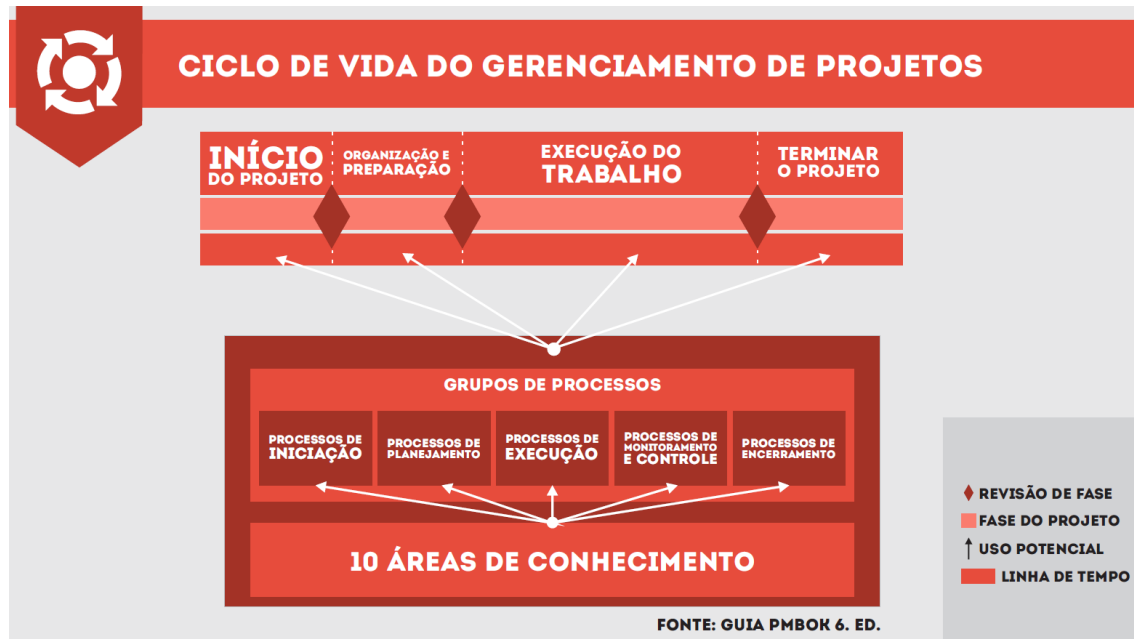 CICLO DE VIDA DO GERENCIAMENTO DE PROJETOS
INÍCIO
DO PROJETO
ORGANIZAÇÃO E
PREPARAÇÃO
EXECUÇÃO DO
TRABALHO
TERMINAR
O PROJETO
GRUPOS DE PROCESSOS
PROCESSOS DE
INICIAÇÃO
PROCESSOS DE
PLANEJAMENTO
PROCESSOS DE
EXECUÇÃO
PROCESSOS DE
MONITORAMENTO
E CONTROLE
PROCESSOS DE
ENCERRAMENTO
10 ÁREAS DE CONHECIMENTO
REVISÃO DE FASE
FASE DO PROJETO
USO POTENCIAL
LINHA DE TEMPO
FONTE: GUIA PMBOK 6. ED.